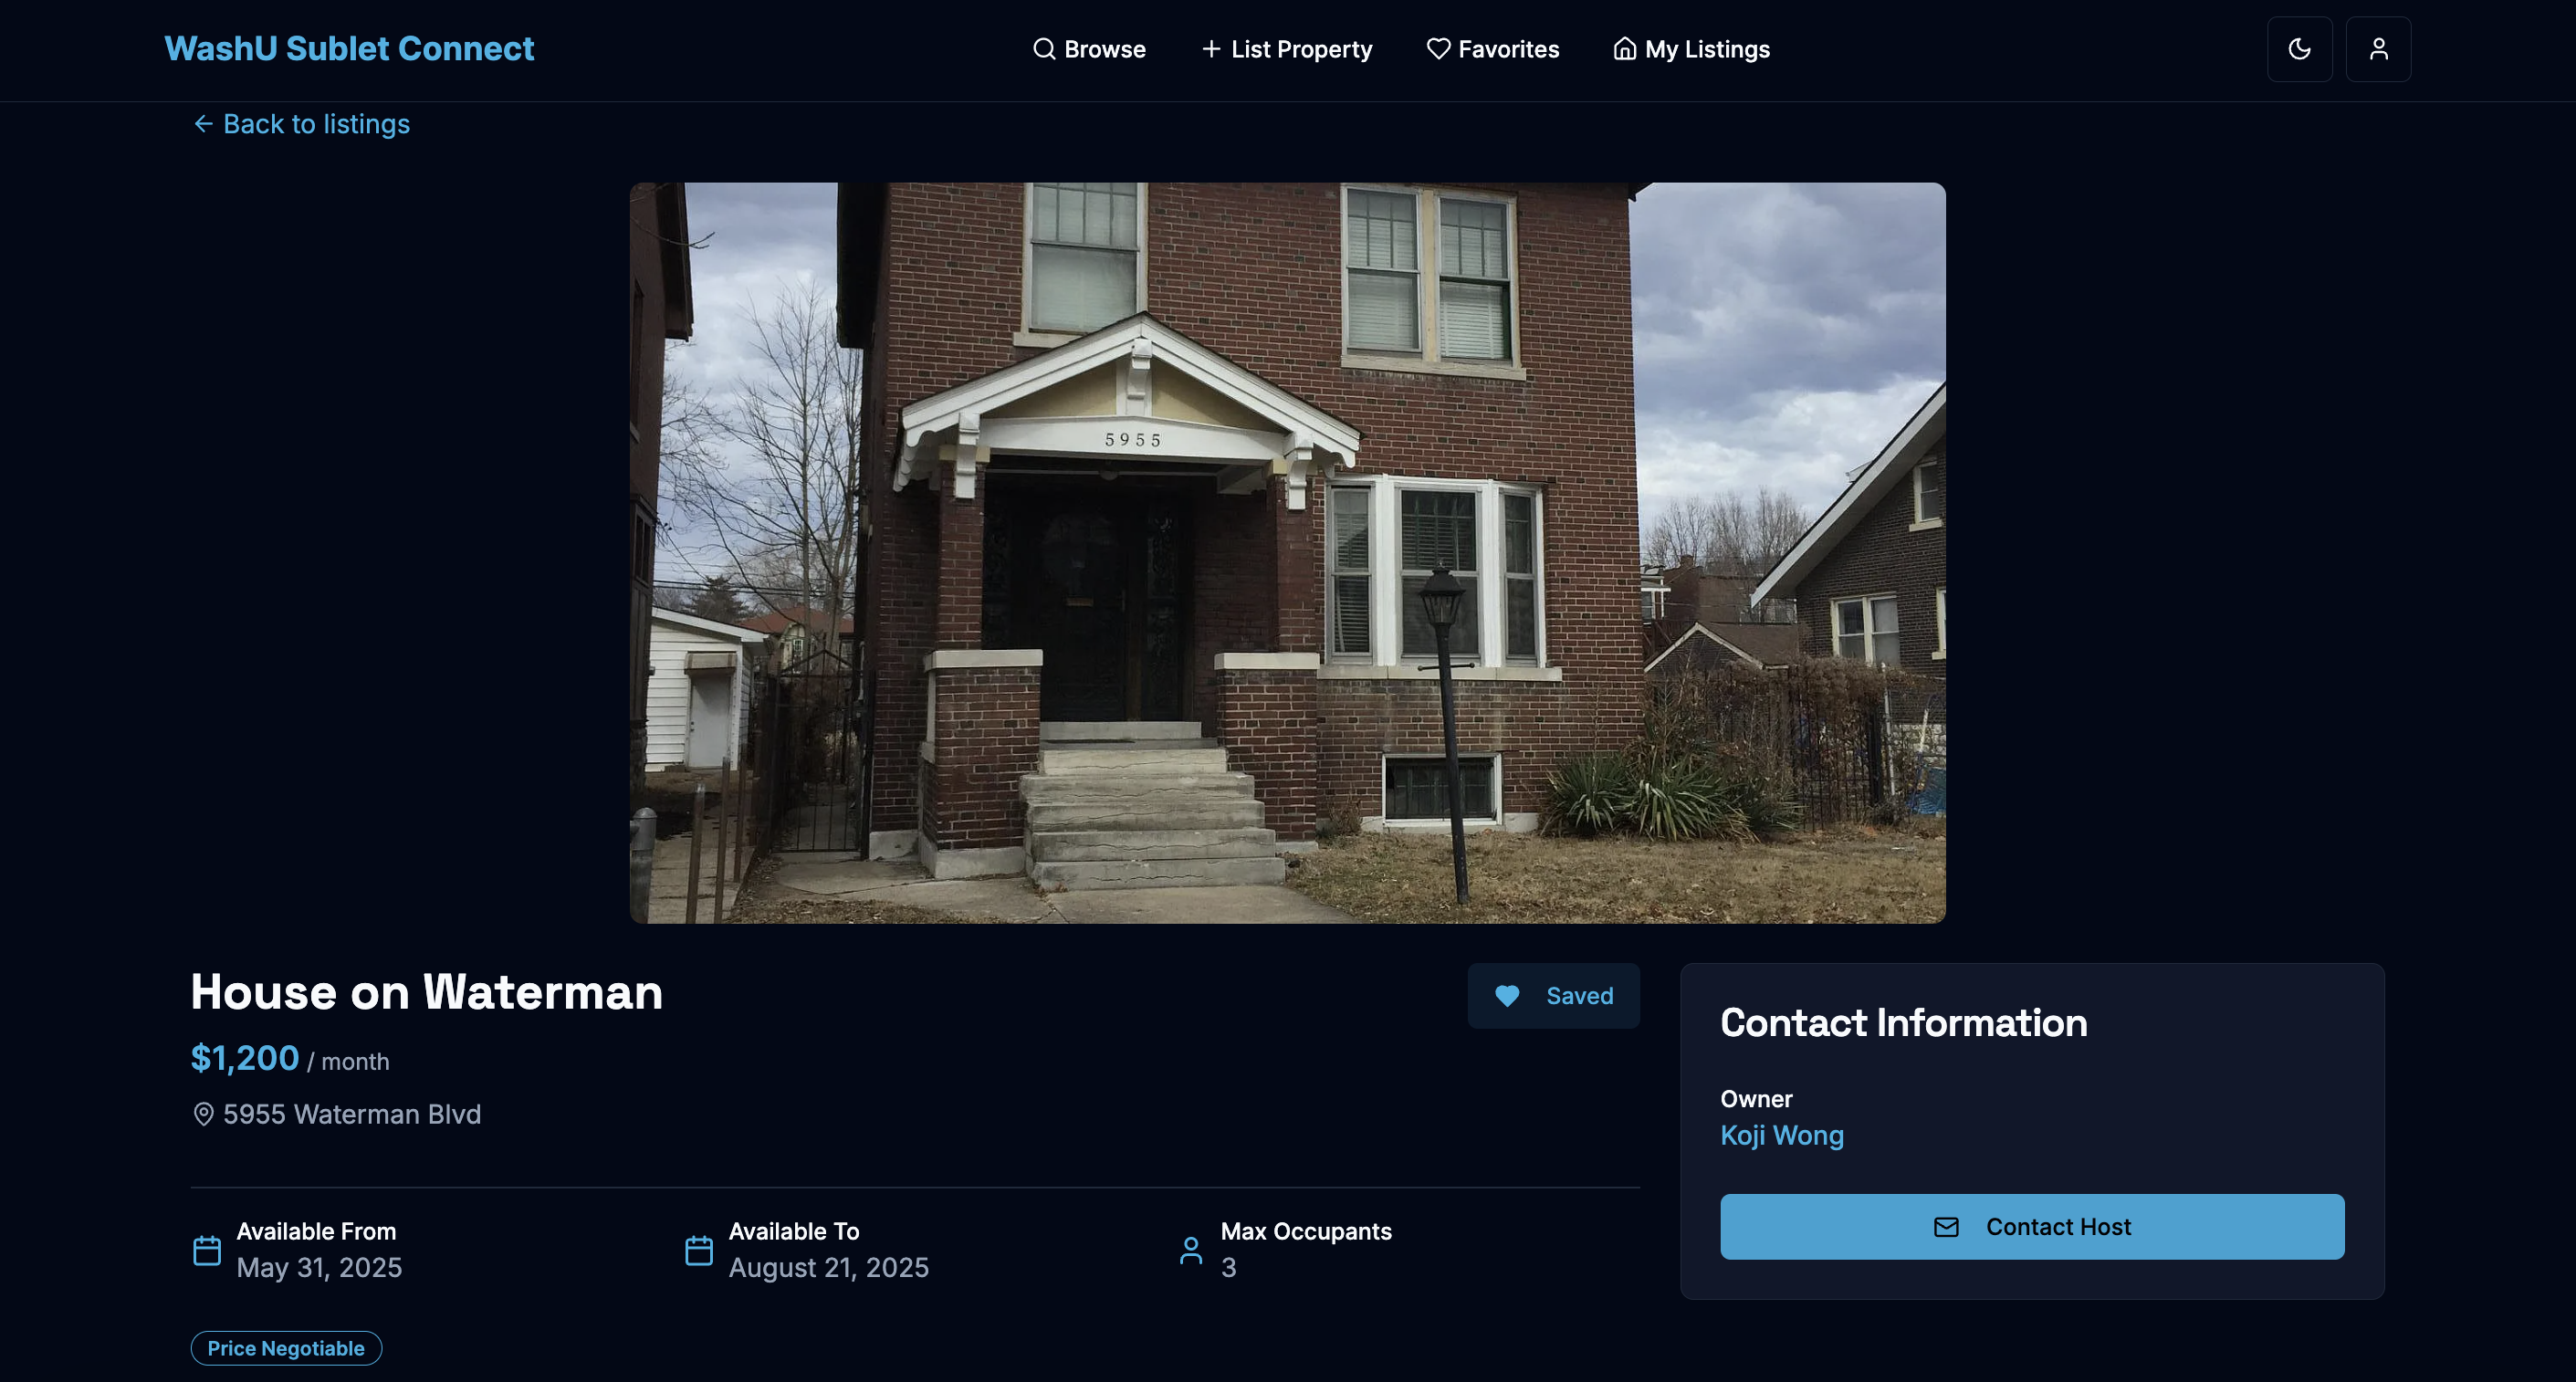 WashU Sublet Connect
Browse
List Property
Favorites
My Listings
Back to listings
5955
House on Waterman
Saved
$1,200 / month
5955 Waterman Blvd
Available From
May 31, 2025
Available To
August 21, 2025
Max Occupants
3
Price Negotiable
Contact Information
Owner
Koji Wong
Contact Host